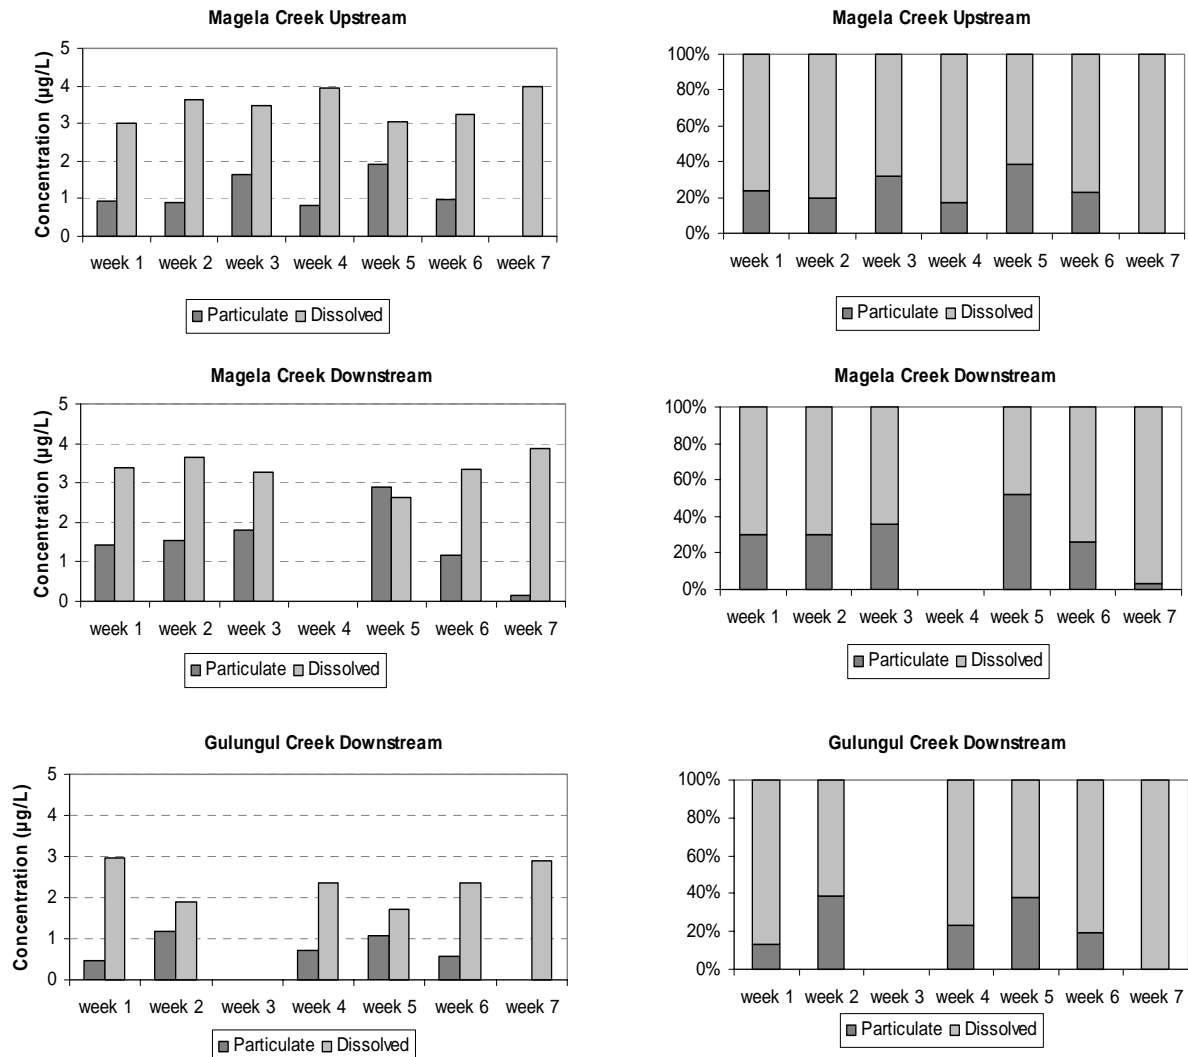 Magela Creek Upstream
Concentration (µg/L)
5
4
3
2
1
0
week 1 week 2 week 3 week 4 week 5 week 6 week 7
Particulate Dissolved
Magela Creek Upstream
100%
80%
60%
40%
20%
0%
week 1 week 2 week 3 week 4 week 5 week 6 week 7
Particulate Dissolved
Magela Creek Downstream
Concentration (µg/L)
5
4
3
2
1
0
week 1 week 2 week 3 week 4 week 5 week 6 week 7
Particulate Dissolved
Magela Creek Downstream
100%
80%
60%
40%
20%
0%
week 1 week 2 week 3 week 4 week 5 week 6 week 7
Particulate Dissolved
Gulungul Creek Downstream
Concentration (µg/L)
5
4
3
2
1
0
week 1 week 2 week 3 week 4 week 5 week 6 week 7
Particulate Dissolved
Gulungul Creek Downstream
100%
80%
60%
40%
20%
0%
week 1 week 2 week 3 week 4 week 5 week 6 week 7
Particulate Dissolved